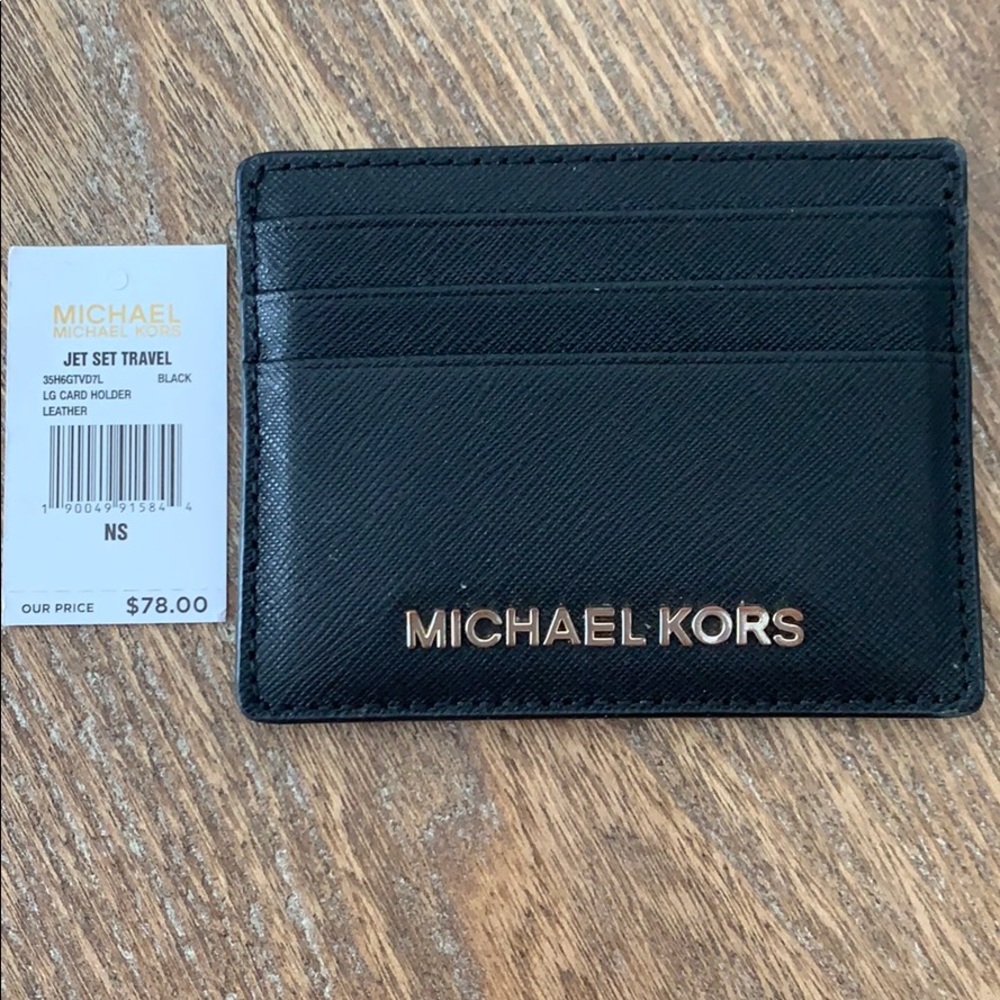 MICHAEL
MICHAEL KORS
JET SET TRAVEL
35H6GTVD7L BLACK
LG CARD HOLDER
LEATHER
1 90049 91584 4
NS
OUR PRICE $78.00
MICHAEL KORS